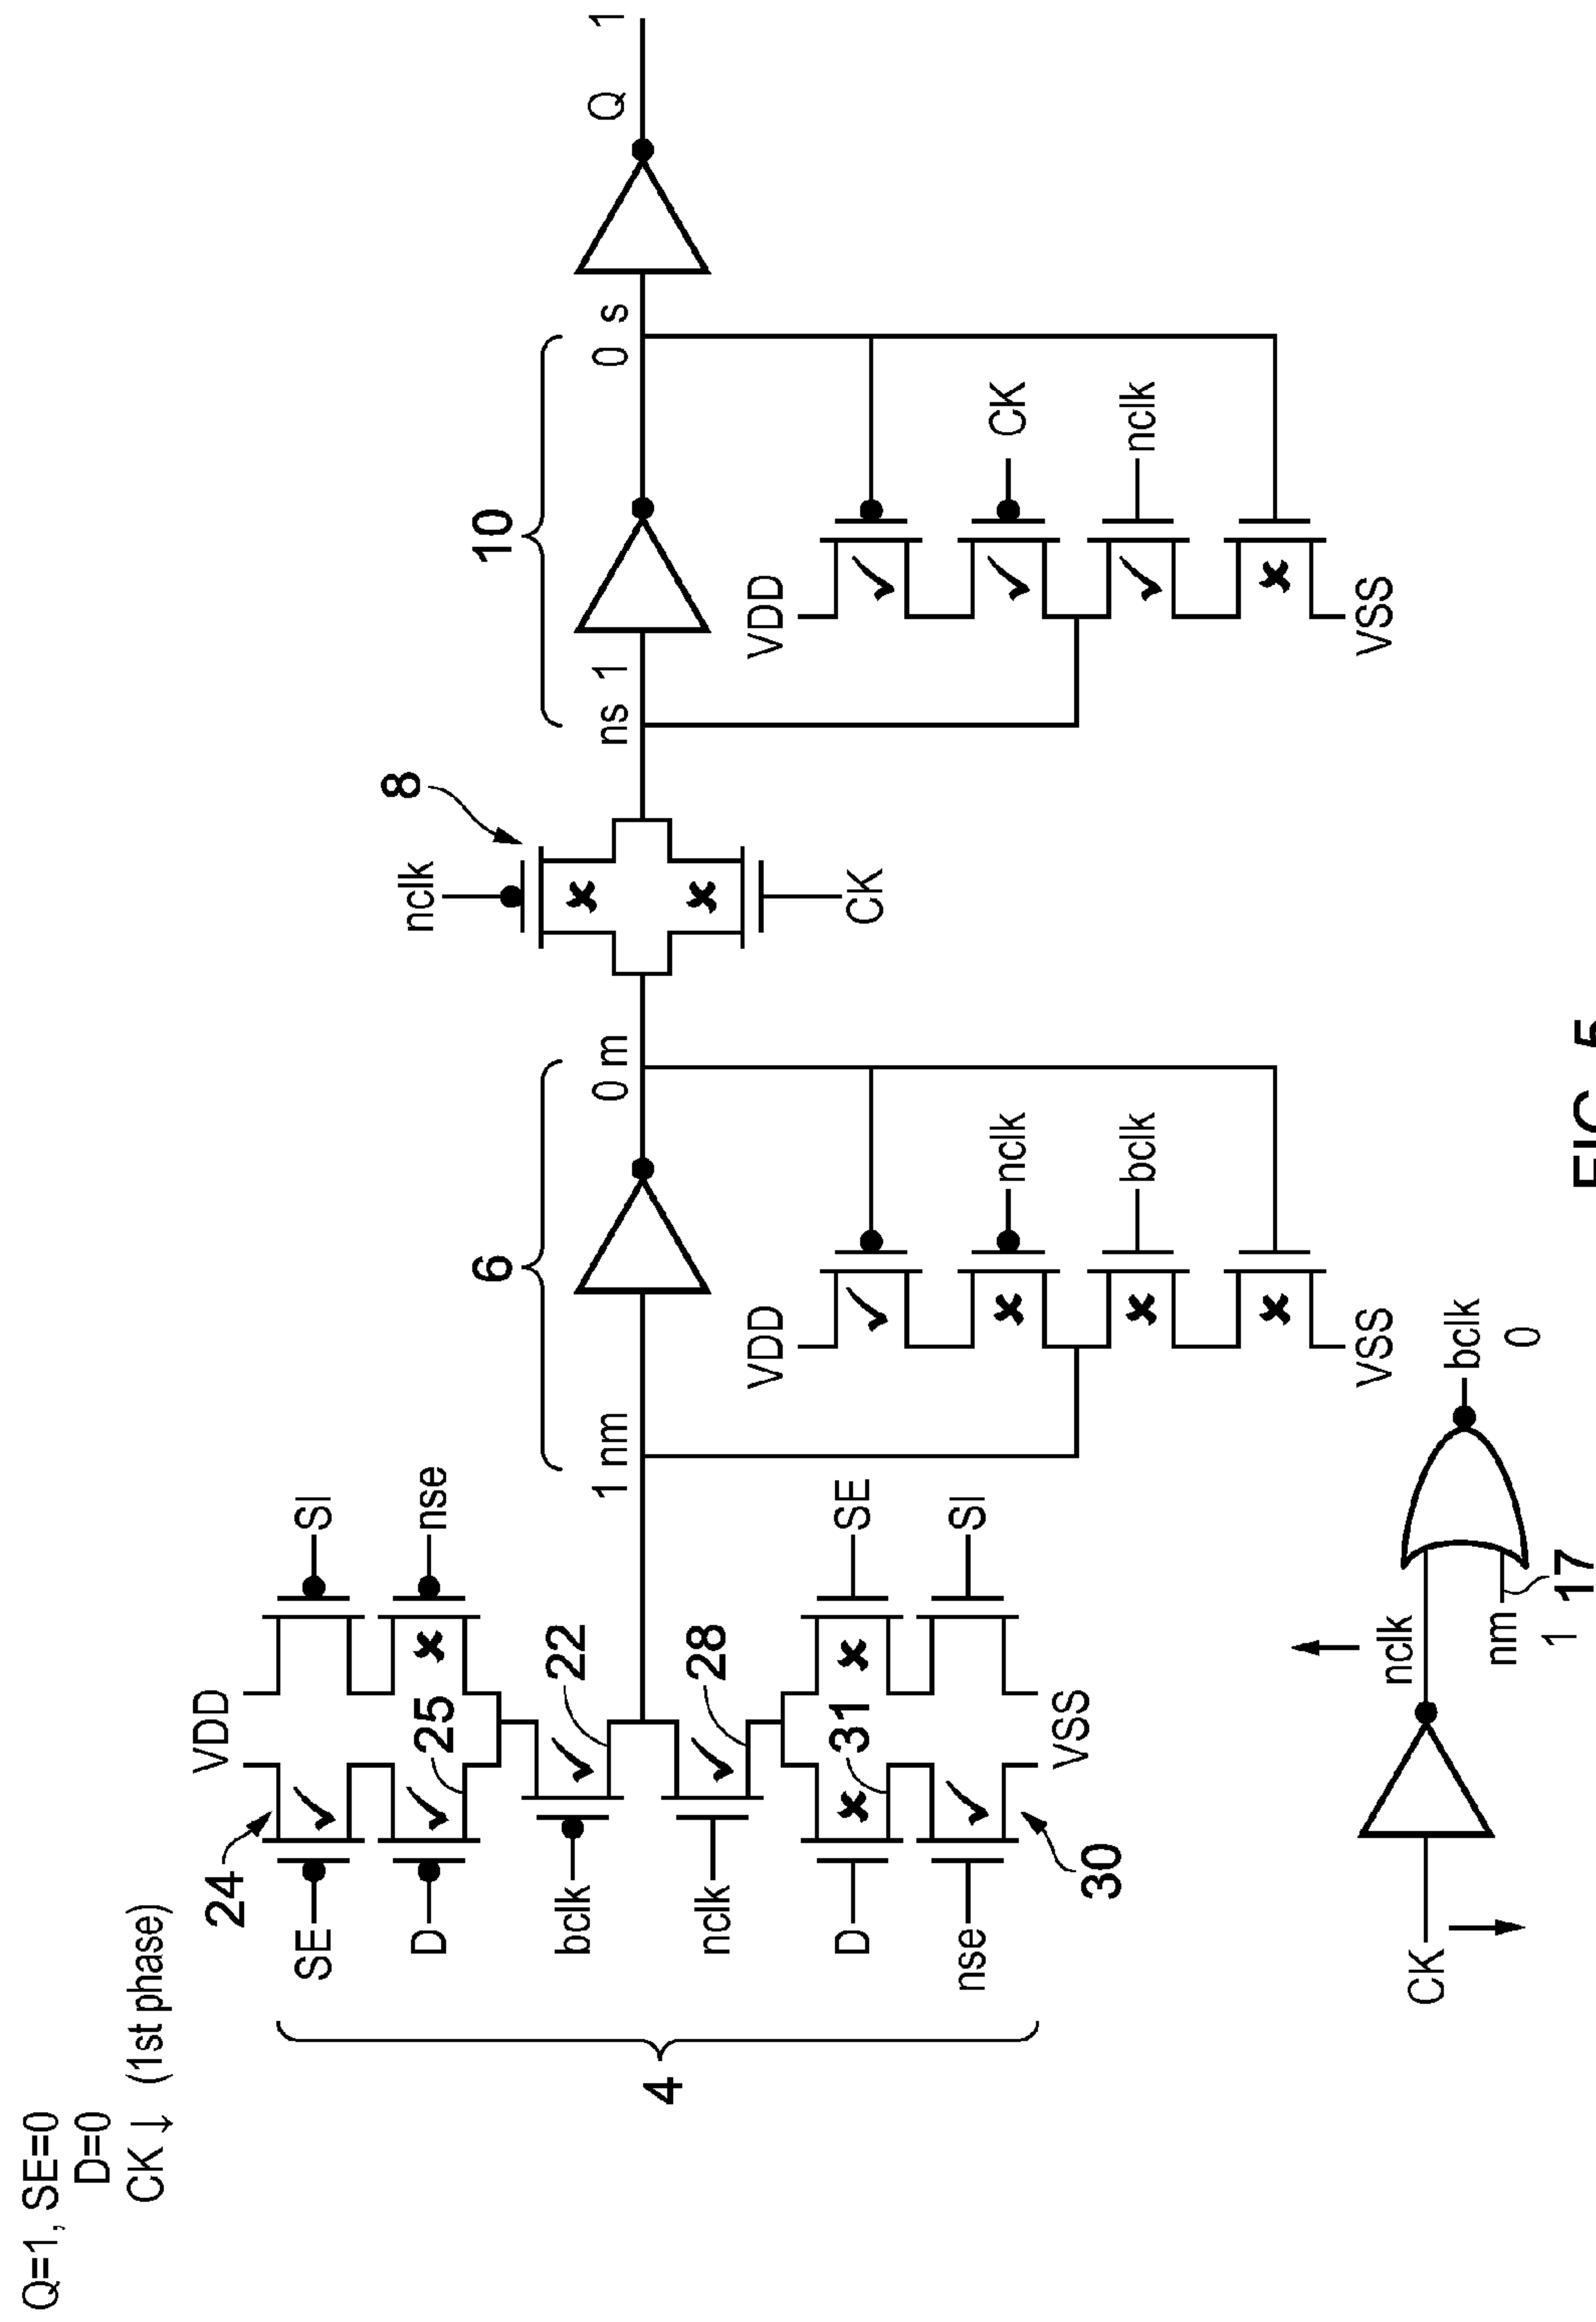 Q=1, SE=0
D=0
CK ↓ (1st phase)
4
24
SE
D
25
VDD
SI
nse
bclk
22
nclk
28
D
31
SE
nse
30
SI
VSS
1 nm
6
0 m
VDD
nclk
bclk
VSS
8
nclk
CK
ns 1
10
0 s
VDD
CK
nclk
VSS
Q 1
CK
nclk
nm
1
17
bclk
0
FIG. 5